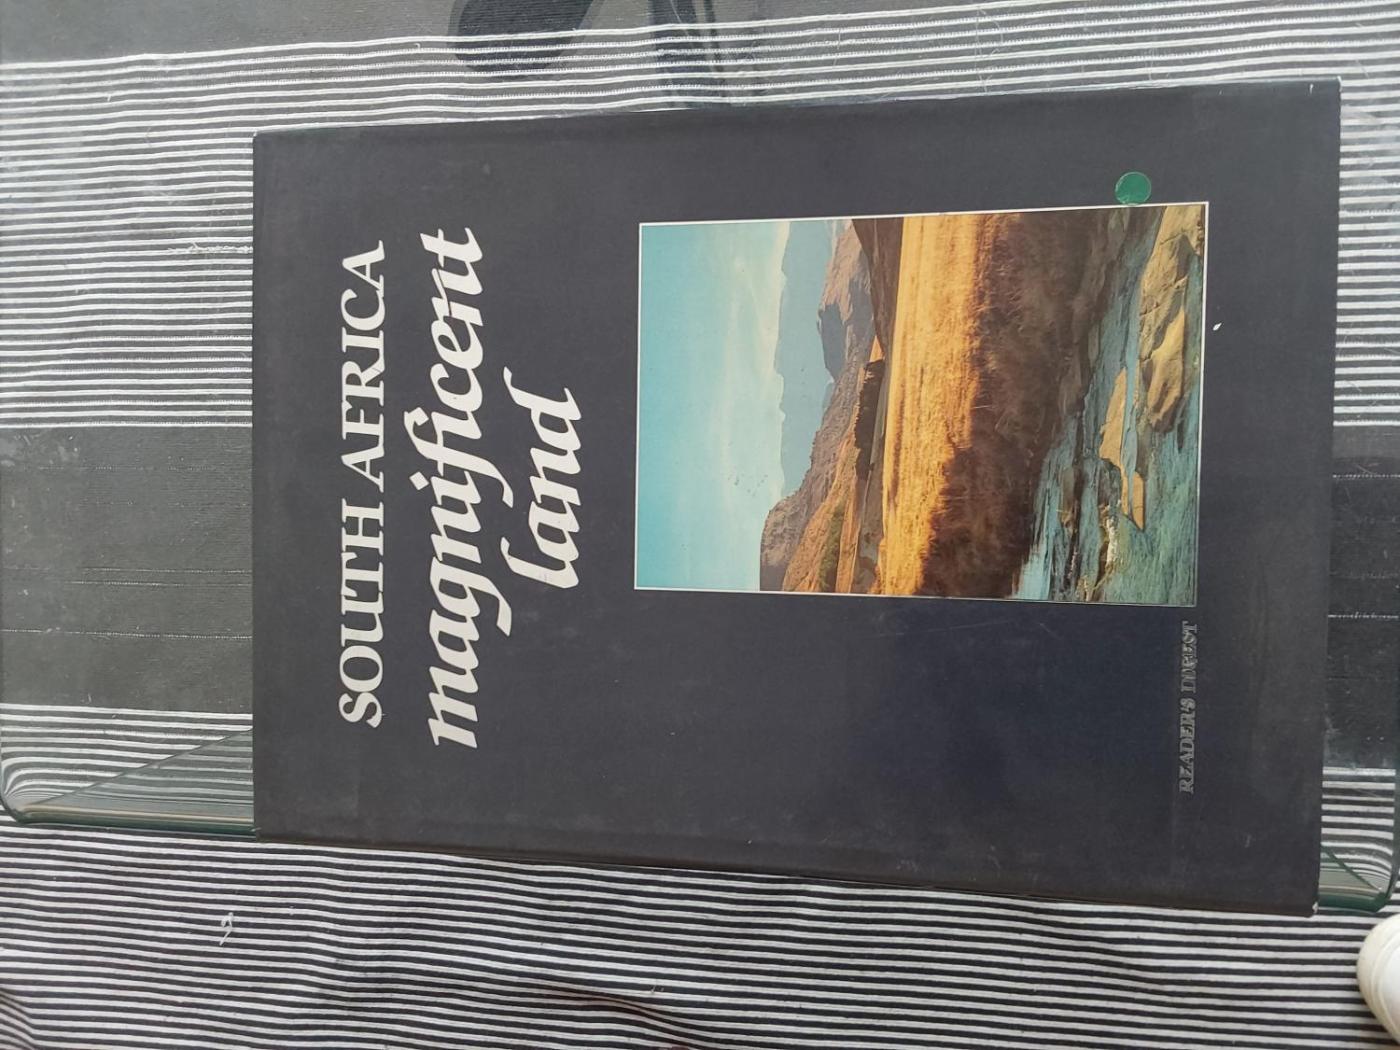 SOUTH AFRICA
magnificent
land
READER'S DIGEST